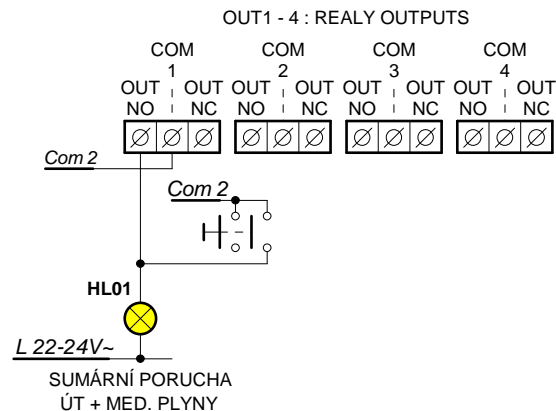 OUT1 - 4 : REALY OUTPUTS
COM COM COM COM
1 2 3 4
OUT OUT OUT OUT OUT OUT OUT OUT
NO NC NO NC NO NC NO NC
Com 2
Com 2
HL01
L 22-24V~
SUMÁRNÍ PORUCHA
ÚT + MED. PLYNY